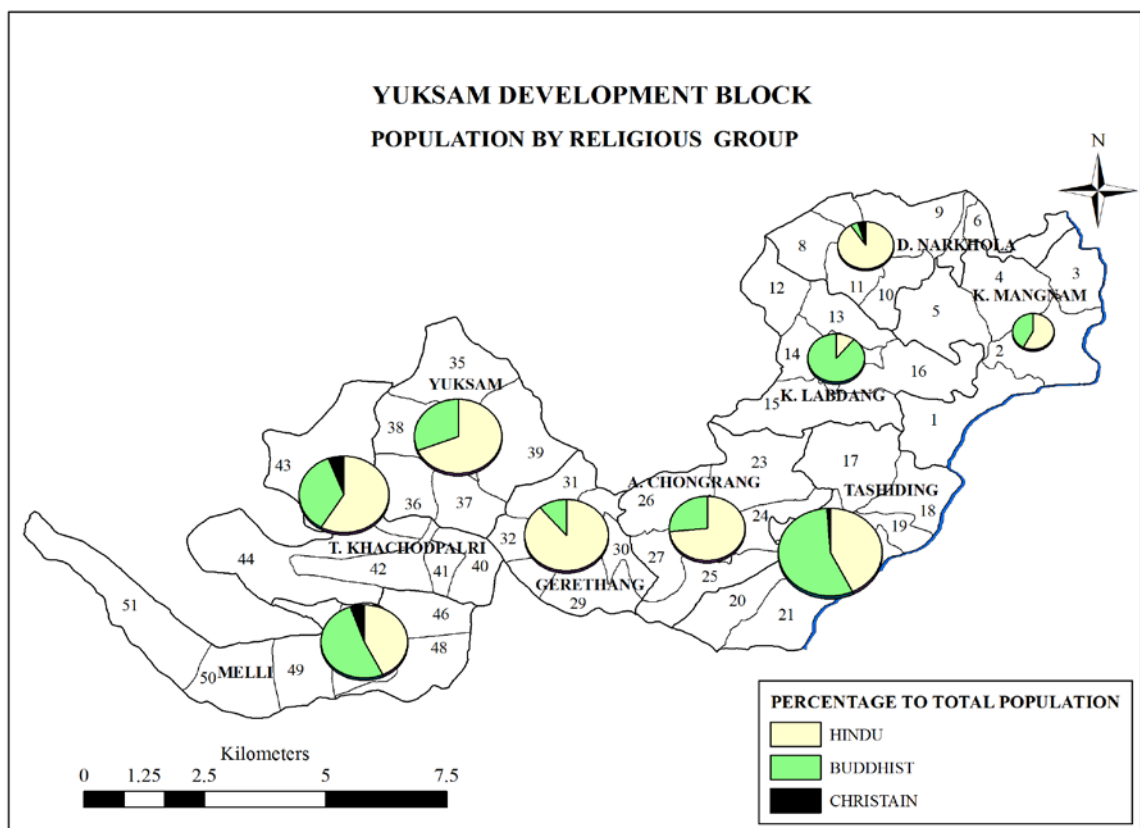 YUKSAM DEVELOPMENT BLOCK
POPULATION BY RELIGIOUS GROUP
N
9
6
8
D. NARKHOLA
4
3
12
11
10
K. MANGNAM
5
13
2
14
16
K. LABDANG
15
1
35
YUKSAM
38
39
43
23
17
31
A. CHONGRANG
TASHIDING
26
36
37
24
18
19
32
30
27
T. KHACHODPALRI
44
42
41
40
GERETHANG
25
29
20
21
51
46
48
50
MELLI
49
Kilometers
0 1.25 2.5 5 7.5
PERCENTAGE TO TOTAL POPULATION
HINDU
BUDDHIST
CHRISTAIN